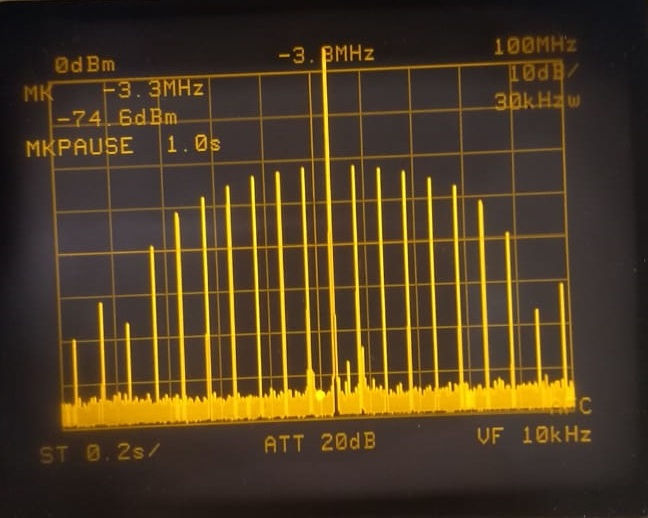 0dBm -3.3MHz 100MHz
MK -3.3MHz 10dB/
-74.6dBm 30kHzw
MKPAUSE 1.0s
AFC
ST 0.2s/ ATT 20dB VF 10kHz